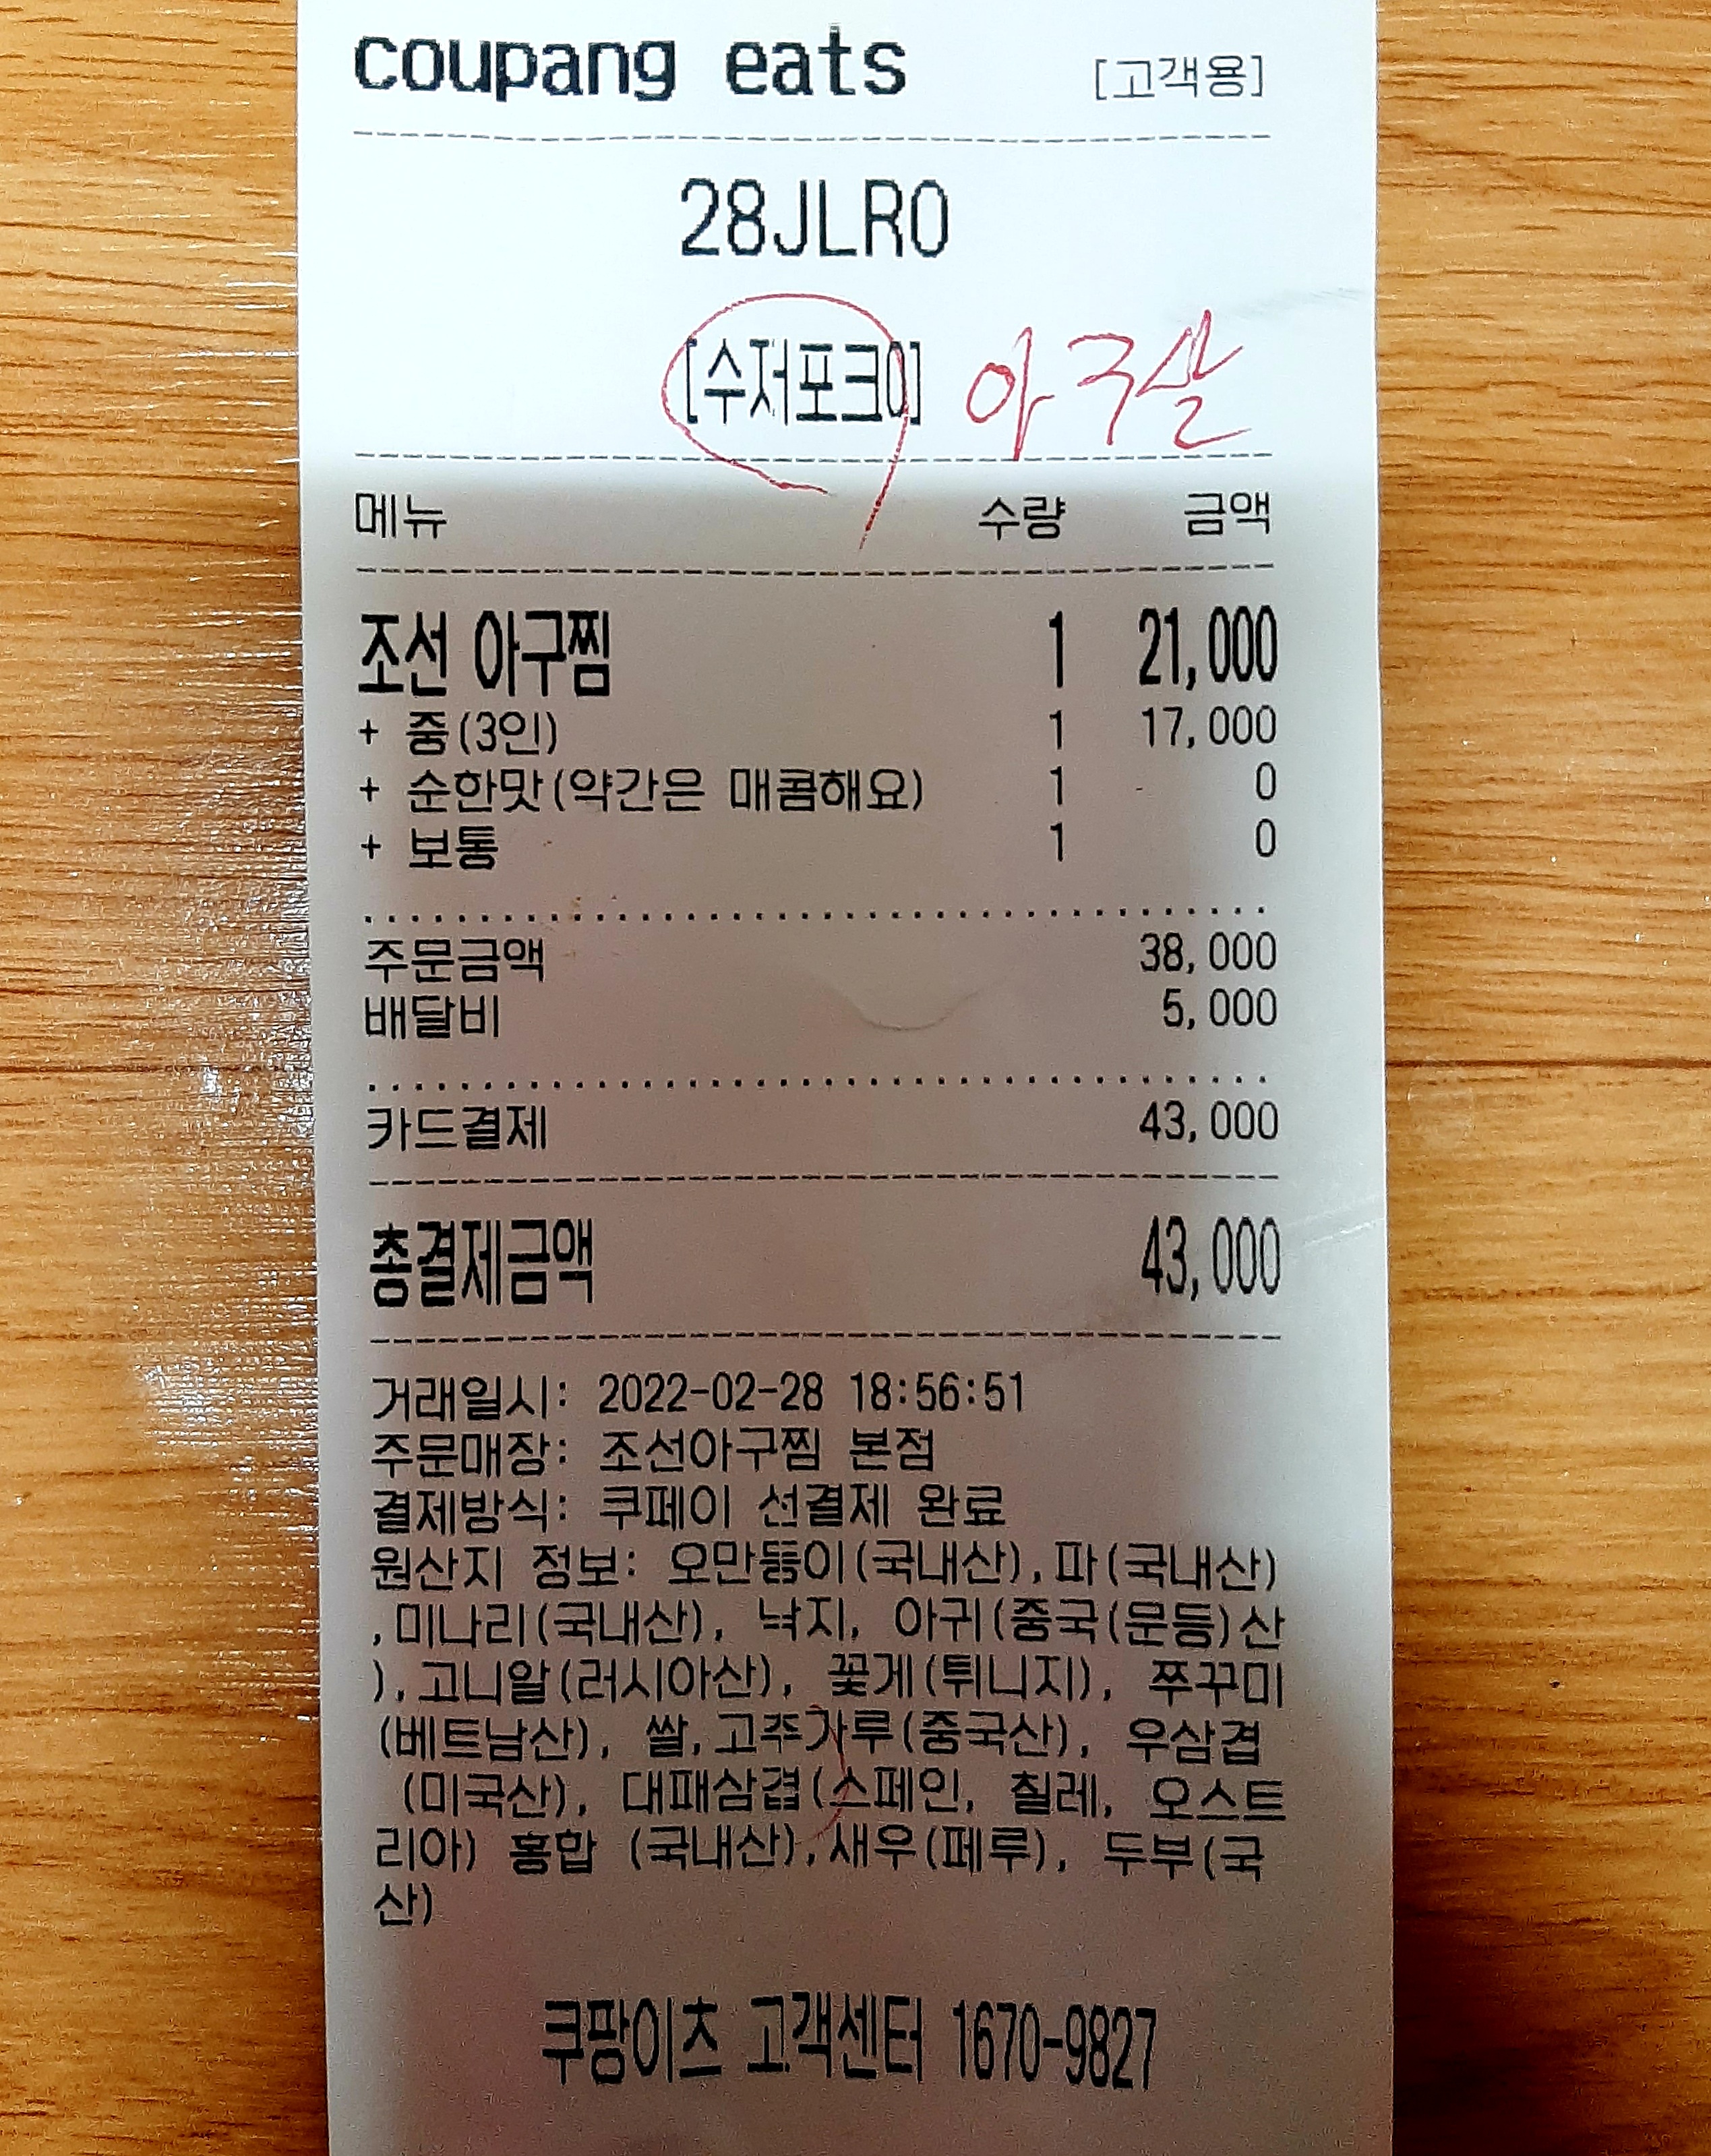 coupang eats [고객용]
28JLR0
[수저포크0] 아구살
메뉴 수량 금액
조선 아구찜 1 21,000
+ 중(3인) 1 17,000
+ 순한맛(약간은 매콤해요) 1 0
+ 보통 1 0
주문금액 38,000
배달비 5,000
카드결제 43,000
총결제금액 43,000
거래일시: 2022-02-28 18:56:51
주문매장: 조선아구찜 본점
결제방식: 쿠페이 선결제 완료
원산지 정보: 오만둥이(국내산),파(국내산)
,미나리(국내산), 낙지, 아귀(중국(문등)산
),고니알(러시아산), 꽃게(튀니지), 쭈꾸미
(베트남산), 쌀,고추가루(중국산), 우삼겹
(미국산), 대패삼겹(스페인, 칠레, 오스트
리아) 홍합 (국내산),새우(페루), 두부(국
산)
쿠팡이츠 고객센터 1670-9827